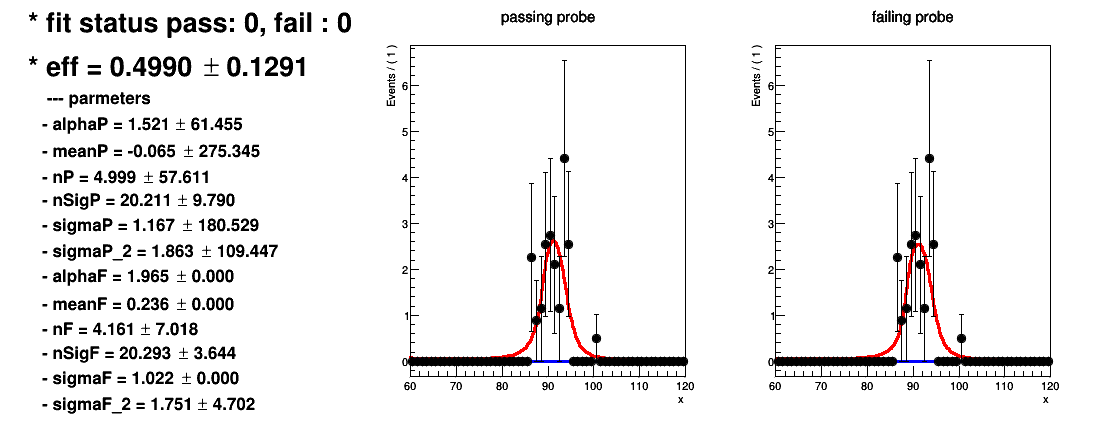 * fit status pass: 0, fail : 0
* eff = 0.4990 ± 0.1291
--- parmeters
- alphaP = 1.521 ± 61.455
- meanP = -0.065 ± 275.345
- nP = 4.999 ± 57.611
- nSigP = 20.211 ± 9.790
- sigmaP = 1.167 ± 180.529
- sigmaP_2 = 1.863 ± 109.447
- alphaF = 1.965 ± 0.000
- meanF = 0.236 ± 0.000
- nF = 4.161 ± 7.018
- nSigF = 20.293 ± 3.644
- sigmaF = 1.022 ± 0.000
- sigmaF_2 = 1.751 ± 4.702
passing probe
Events / ( 1 )
6
5
4
3
2
1
0
60 70 80 90 100 110 120
x
failing probe
Events / ( 1 )
6
5
4
3
2
1
0
60 70 80 90 100 110 120
x